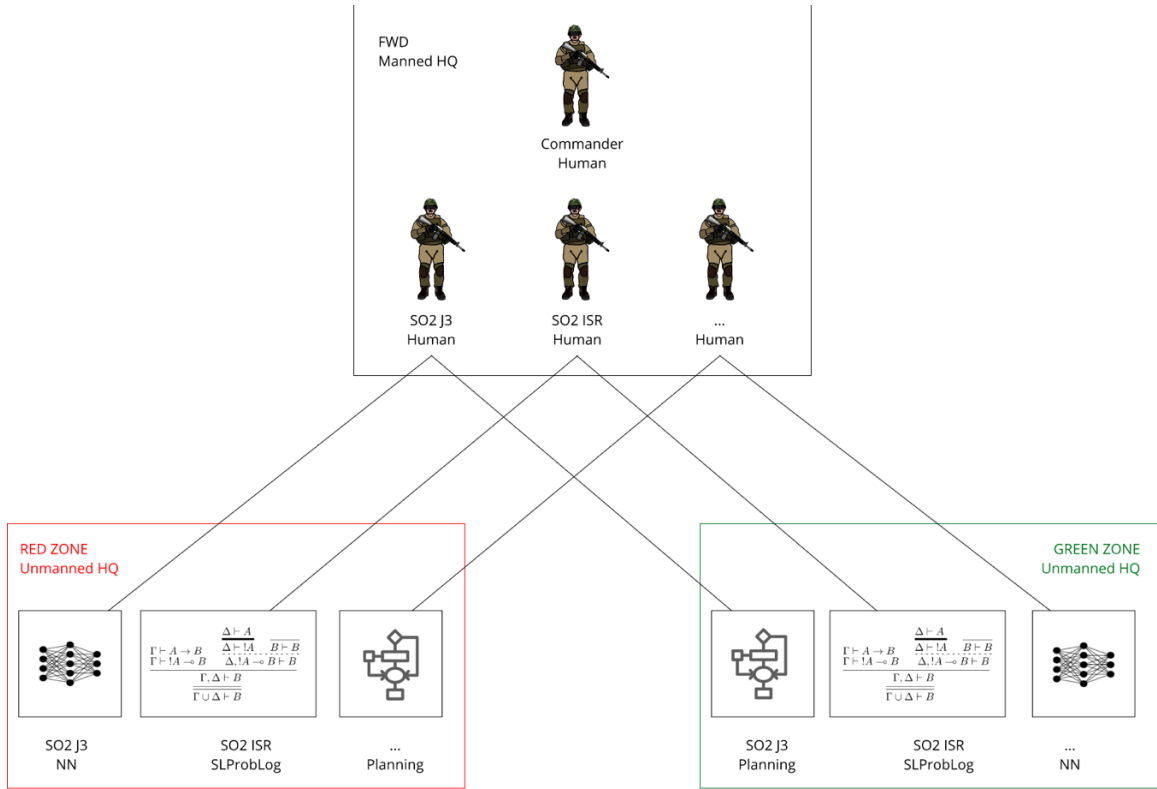 FWD
Manned HQ
Commander
Human
SO2 J3
Human
SO2 ISR
Human
...
Human
RED ZONE
Unmanned HQ
Δ ⊢ A
Γ ⊢ A → B
Δ ⊢ !A
B ⊢ B
Γ ⊢ !A ⊸ B
Δ, !A ⊸ B ⊢ B
Γ, Δ ⊢ B
Γ ∪ Δ ⊢ B
SO2 J3
NN
SO2 ISR
SLProbLog
...
Planning
GREEN ZONE
Unmanned HQ
Δ ⊢ A
Γ ⊢ A → B
Δ ⊢ !A
B ⊢ B
Γ ⊢ !A ⊸ B
Δ, !A ⊸ B ⊢ B
Γ, Δ ⊢ B
Γ ∪ Δ ⊢ B
SO2 J3
Planning
SO2 ISR
SLProbLog
...
NN